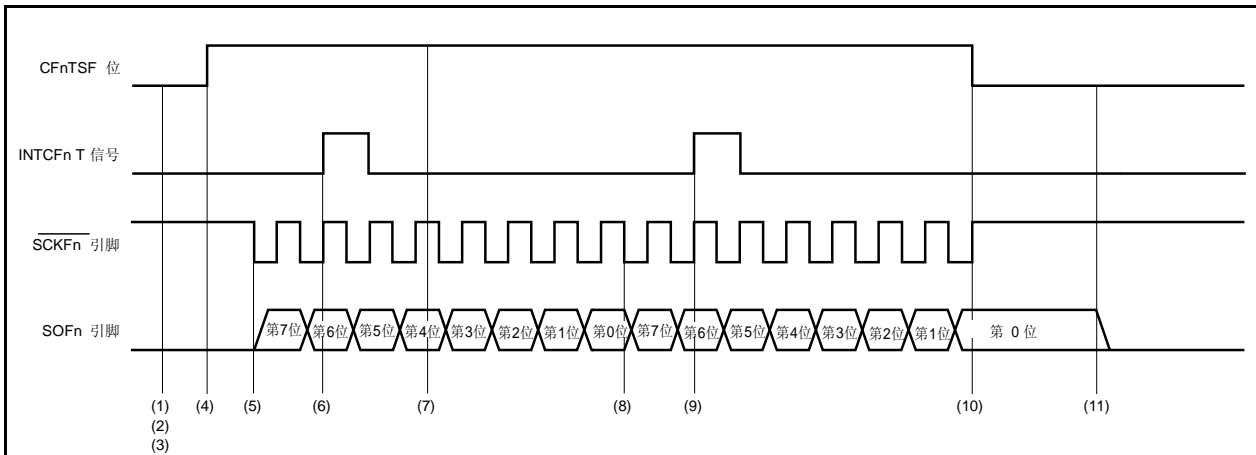 CFnTSF 位
INTCFn T 信号
SCKFn 引脚
SOFn 引脚
第7位 第6位 第5位 第4位 第3位 第2位 第1位 第0位 第7位 第6位 第5位 第4位 第3位 第2位 第1位 第 0 位
(1) (4) (5) (6) (7) (8) (9) (10) (11)
(2)
(3)